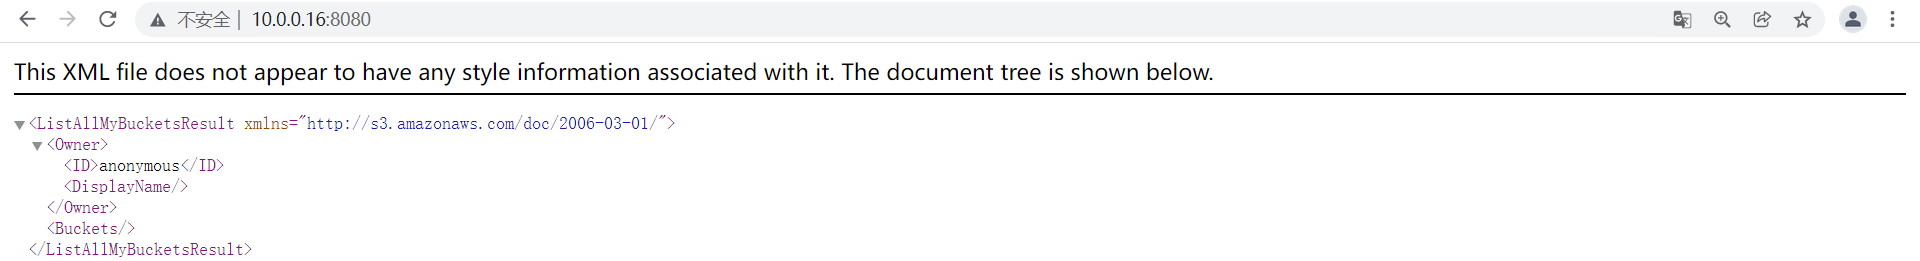 不安全 | 10.0.0.16:8080
This XML file does not appear to have any style information associated with it. The document tree is shown below.
▼<ListAllMyBucketsResult xmlns="http://s3.amazonaws.com/doc/2006-03-01/">
▼<Owner>
<ID>anonymous</ID>
<DisplayName/>
</Owner>
<Buckets/>
</ListAllMyBucketsResult>